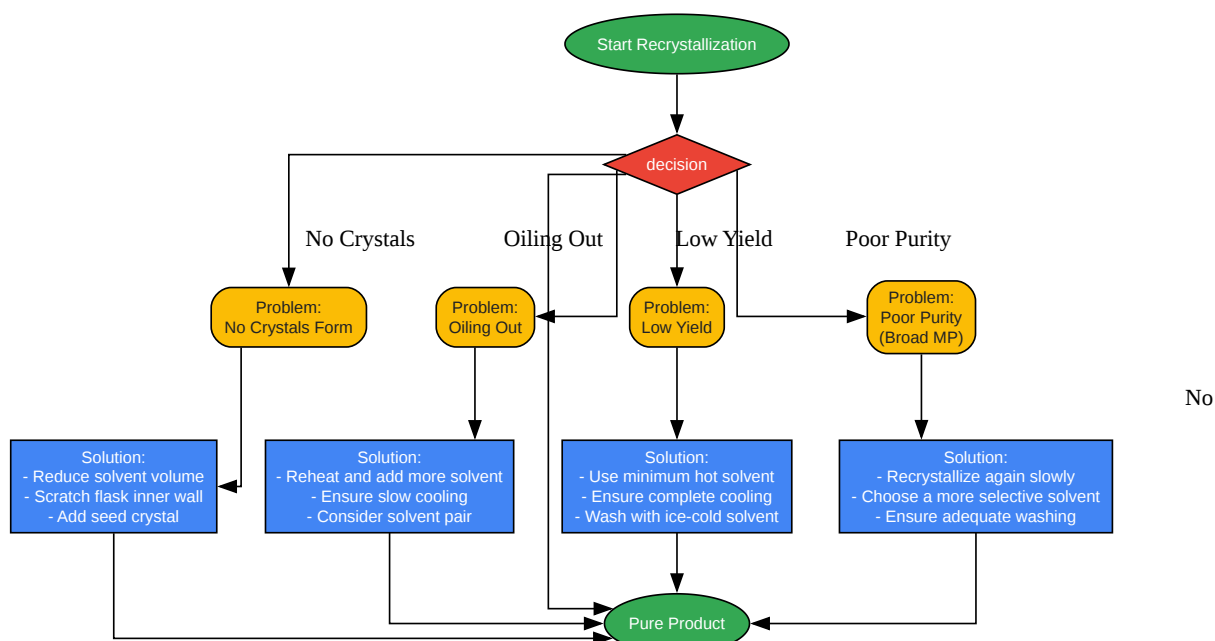 Start Recrystallization
decision
No Crystals
Oiling Out
Low Yield
Poor Purity
Problem:
No Crystals Form
Problem:
Oiling Out
Problem:
Low Yield
Problem:
Poor Purity
(Broad MP)
No
Solution:
- Reduce solvent volume
- Scratch flask inner wall
- Add seed crystal
Solution:
- Reheat and add more solvent
- Ensure slow cooling
- Consider solvent pair
Solution:
- Use minimum hot solvent
- Ensure complete cooling
- Wash with ice-cold solvent
Solution:
- Recrystallize again slowly
- Choose a more selective solvent
- Ensure adequate washing
Pure Product